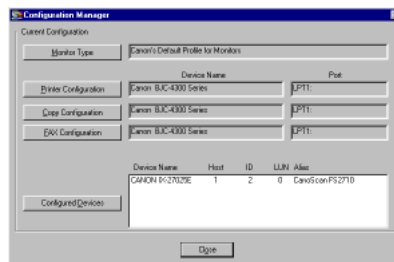 Configuration Manager
Current Configuration
Monitor Type
Canon's Default Profile for Monitors
Device Name Port
Printer Configuration Canon BJC-4300 Series LPT1:
Copy Configuration Canon BJC-4300 Series LPT1:
FAX Configuration Canon BJC-4300 Series LPT1:
Device Name Host ID LUN Alias
CANON IX-27025E 1 2 0 CanoScan FS2710
Configured Devices
Close